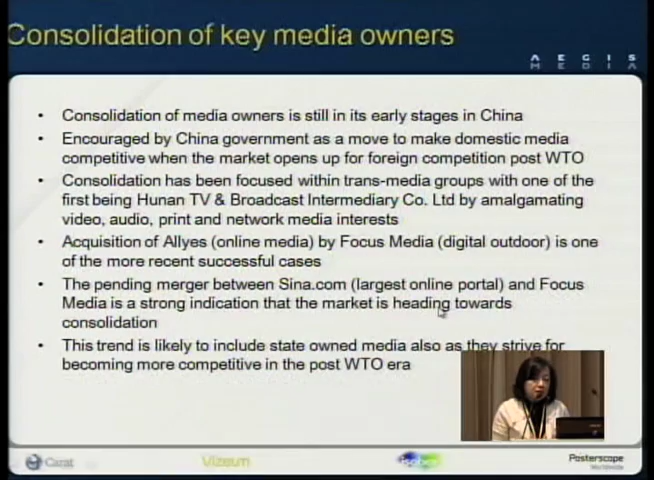 Consolidation of key media owners
AEGIS
MEDIA
• Consolidation of media owners is still in its early stages in China
• Encouraged by China government as a move to make domestic media
competitive when the market opens up for foreign competition post WTO
• Consolidation has been focused within trans-media groups with one of the
first being Hunan TV & Broadcast Intermediary Co. Ltd by amalgamating
video, audio, print and network media interests
• Acquisition of Allyes (online media) by Focus Media (digital outdoor) is one
of the more recent successful cases
• The pending merger between Sina.com (largest online portal) and Focus
Media is a strong indication that the market is heading towards
consolidation
• This trend is likely to include state owned media also as they strive for
becoming more competitive in the post WTO era
Carat
Vizeum
Posterscope